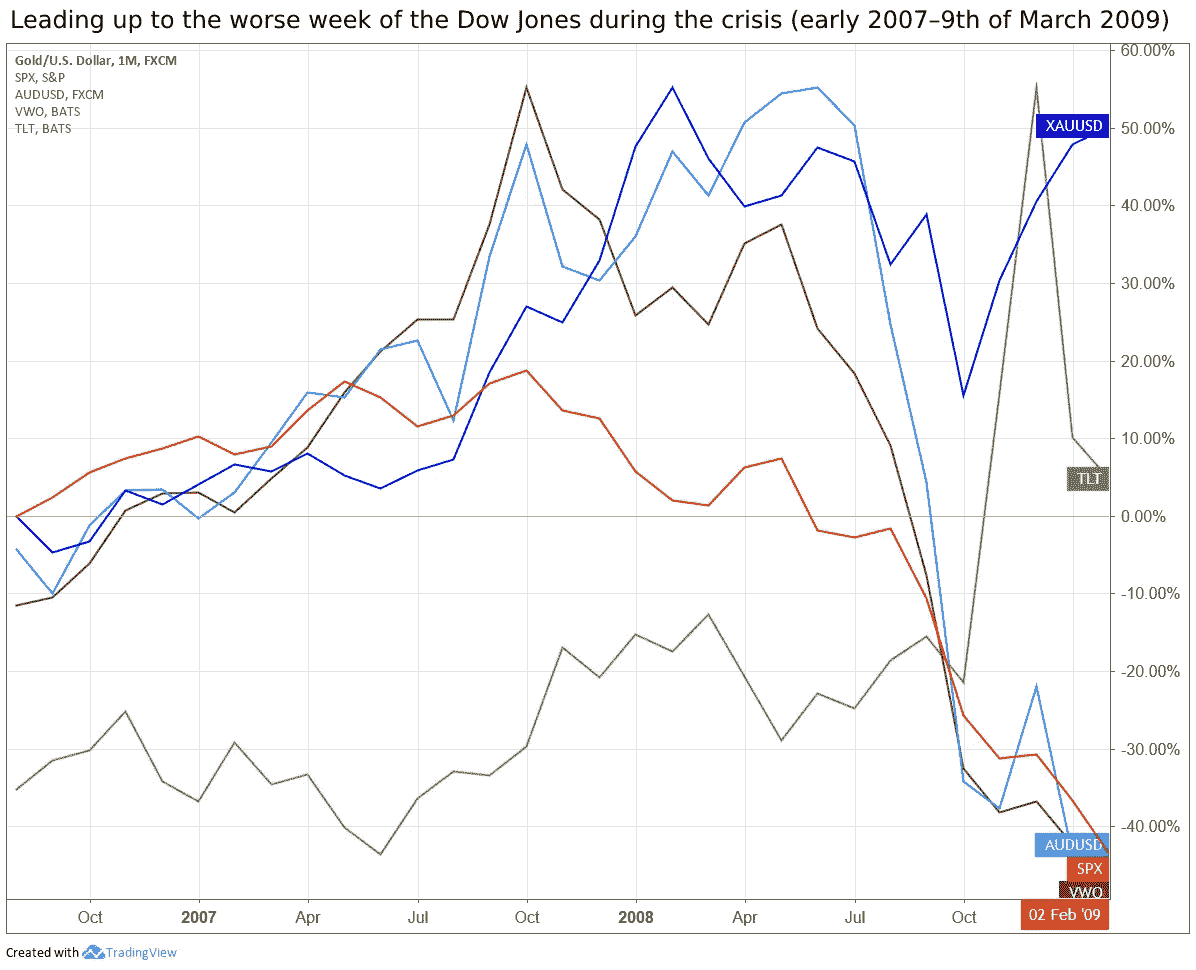 Leading up to the worse week of the Dow Jones during the crisis (early 2007–9th of March 2009)
Gold/U.S. Dollar, 1M, FXCM
SPX, S&P
AUDUSD, FXCM
VWO, BATS
TLT, BATS
60.00%
XAUUSD
50.00%
40.00%
30.00%
20.00%
10.00%
TLT
0.00%
-10.00%
-20.00%
-30.00%
-40.00%
AUDUSD
SPX
VWO
Oct
2007
Apr
Jul
Oct
2008
Apr
Jul
Oct
02 Feb '09
Created with TradingView